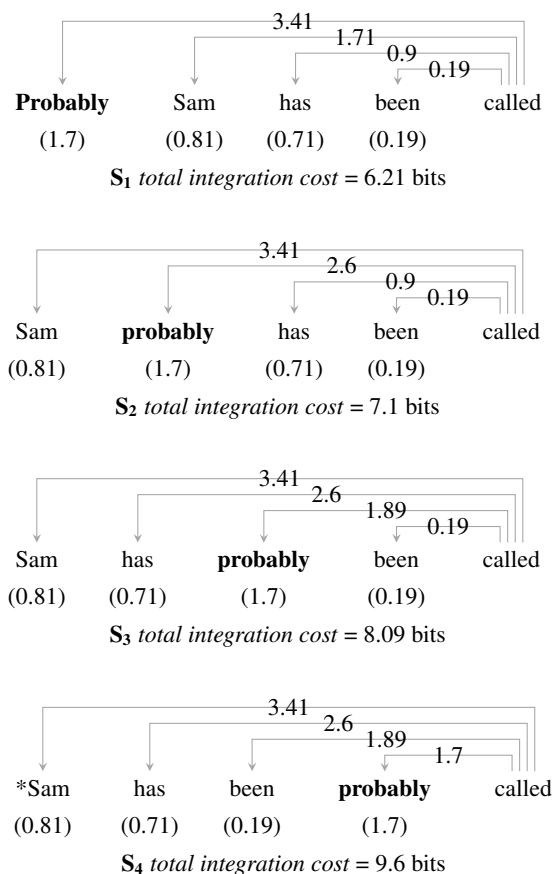 3.41
1.71
0.9
0.19
Probably Sam has been called
(1.7) (0.81) (0.71) (0.19)
S1 total integration cost = 6.21 bits
3.41
2.6
0.9
0.19
Sam probably has been called
(0.81) (1.7) (0.71) (0.19)
S2 total integration cost = 7.1 bits
3.41
2.6
1.89
0.19
Sam has probably been called
(0.81) (0.71) (1.7) (0.19)
S3 total integration cost = 8.09 bits
3.41
2.6
1.89
1.7
*Sam has been probably called
(0.81) (0.71) (0.19) (1.7)
S4 total integration cost = 9.6 bits